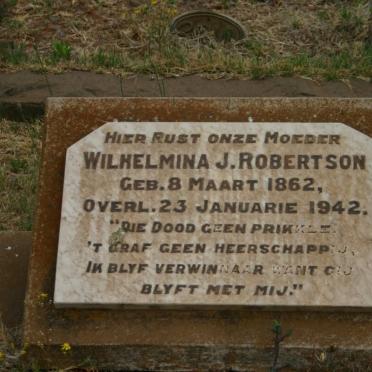 Hier Rust Onze Moeder
Wilhelmina J. Robertson
Geb. 8 Maart 1862,
Overl. 23 Januarie 1942.
"Die Dood Geen Prikkel
't Graf Geen Heerschappij,
Ik Blyf Verwinnaar Want Gij
Blyft Met Mij."